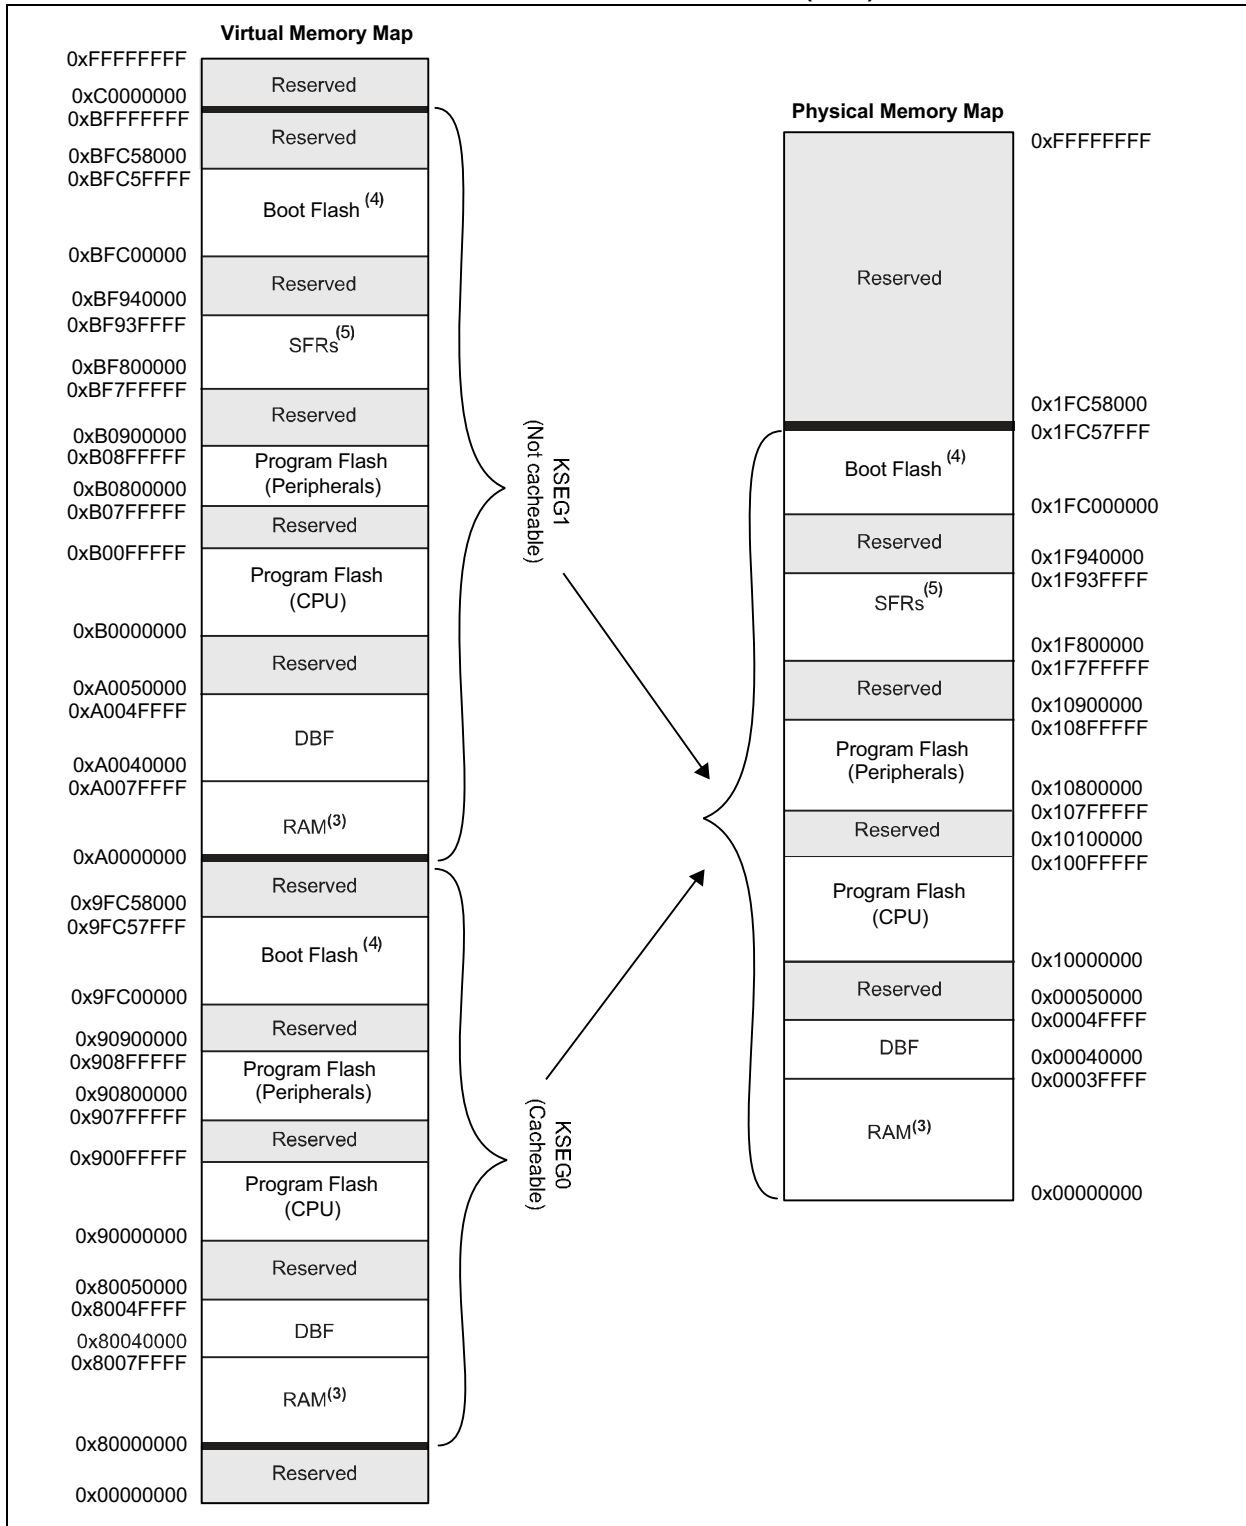 Virtual Memory Map
0xFFFFFFFF
Reserved
0xC0000000
0xBFFFFFFF
Reserved
0xBFC58000
0xBFC5FFFF
Boot Flash (4)
0xBFC00000
Reserved
0xBF940000
0xBF93FFFF
SFRs(5)
0xBF800000
0xBF7FFFFF
Reserved
0xB0900000
0xB08FFFFF
Program Flash
(Peripherals)
0xB0800000
0xB07FFFFF
Reserved
0xB00FFFFF
Program Flash
(CPU)
0xB0000000
Reserved
0xA0050000
0xA004FFFF
DBF
0xA0040000
0xA007FFFF
RAM(3)
0xA0000000
Reserved
0x9FC58000
0x9FC57FFF
Boot Flash (4)
0x9FC00000
Reserved
0x90900000
0x908FFFFF
Program Flash
(Peripherals)
0x90800000
0x907FFFFF
Reserved
0x900FFFFF
Program Flash
(CPU)
0x90000000
Reserved
0x80050000
0x8004FFFF
DBF
0x80040000
0x8007FFFF
RAM(3)
0x80000000
Reserved
0x00000000
KSEG1
(Not cacheable)
KSEG0
(Cacheable)
Physical Memory Map
0xFFFFFFFF
Reserved
0x1FC58000
0x1FC57FFF
Boot Flash (4)
0x1FC000000
Reserved
0x1F940000
0x1F93FFFF
SFRs(5)
0x1F800000
0x1F7FFFFF
Reserved
0x10900000
0x108FFFFF
Program Flash
(Peripherals)
0x10800000
0x107FFFFF
Reserved
0x10100000
0x100FFFFF
Program Flash
(CPU)
0x10000000
Reserved
0x00050000
0x0004FFFF
DBF
0x00040000
0x0003FFFF
RAM(3)
0x00000000